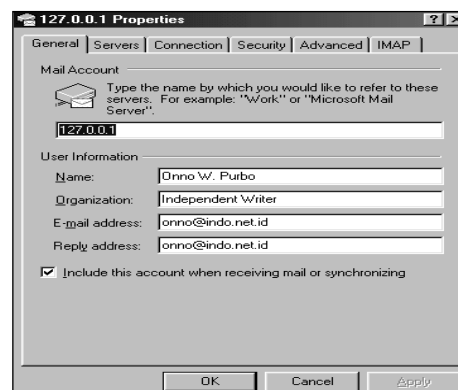 127.0.0.1 Properties
General Servers Connection Security Advanced IMAP
Mail Account
Type the name by which you would like to refer to these
servers. For example: "Work" or "Microsoft Mail
Server".
127.0.0.1
User Information
Name: Onno W. Purbo
Organization: Independent Writer
E-mail address: onno@indo.net.id
Reply address: onno@indo.net.id
Include this account when receiving mail or synchronizing
OK Cancel Apply